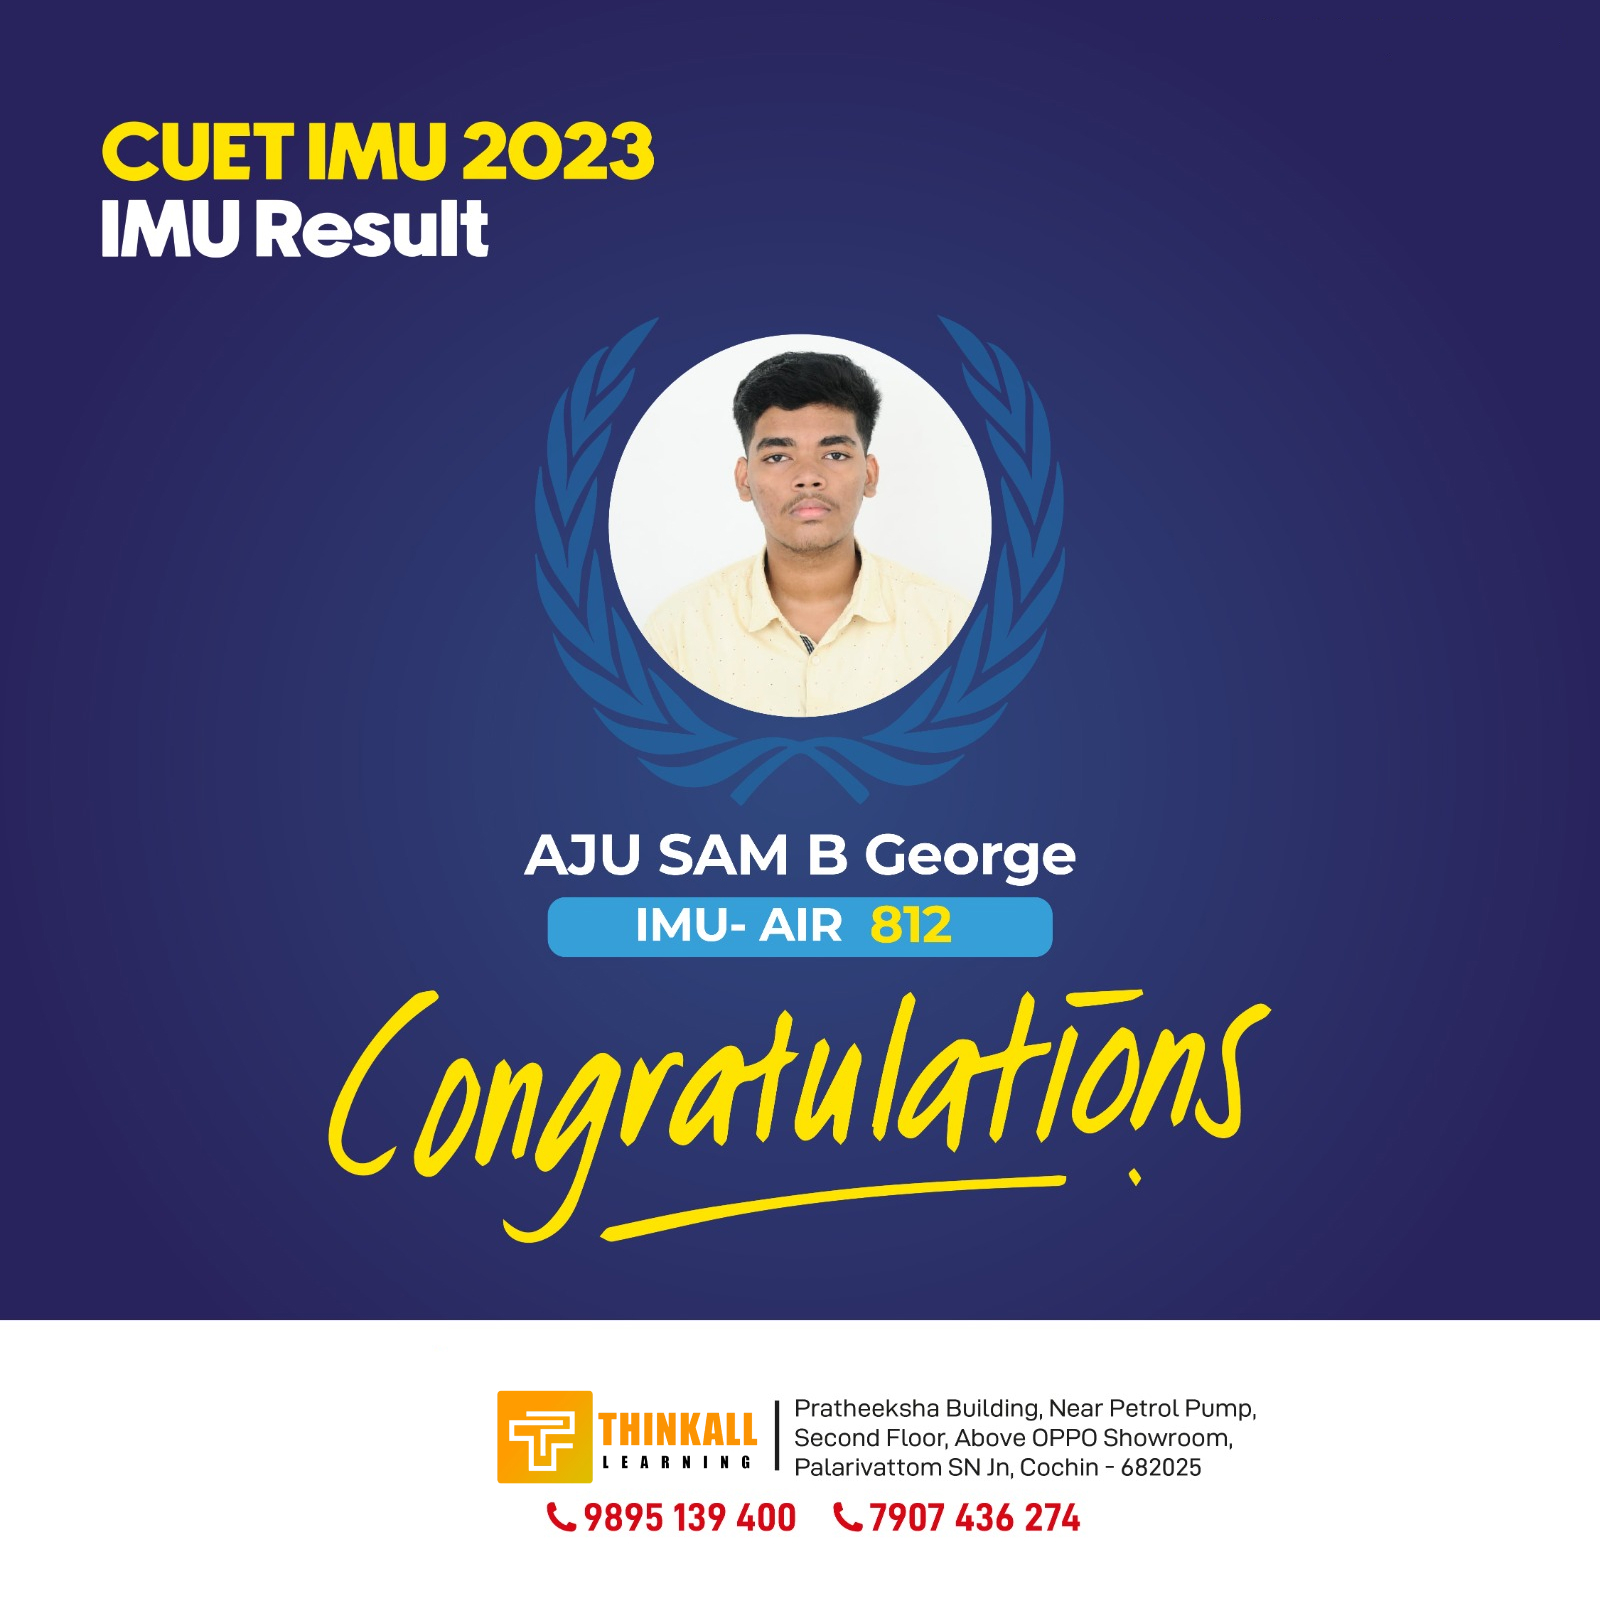 CUET IMU 2023
IMU Result
AJU SAM B George
IMU- AIR 812
Congratulations
THINKALL
LEARNING
Pratheeksha Building, Near Petrol Pump,
Second Floor, Above OPPO Showroom,
Palarivattom SN Jn, Cochin - 682025
9895 139 400 7907 436 274